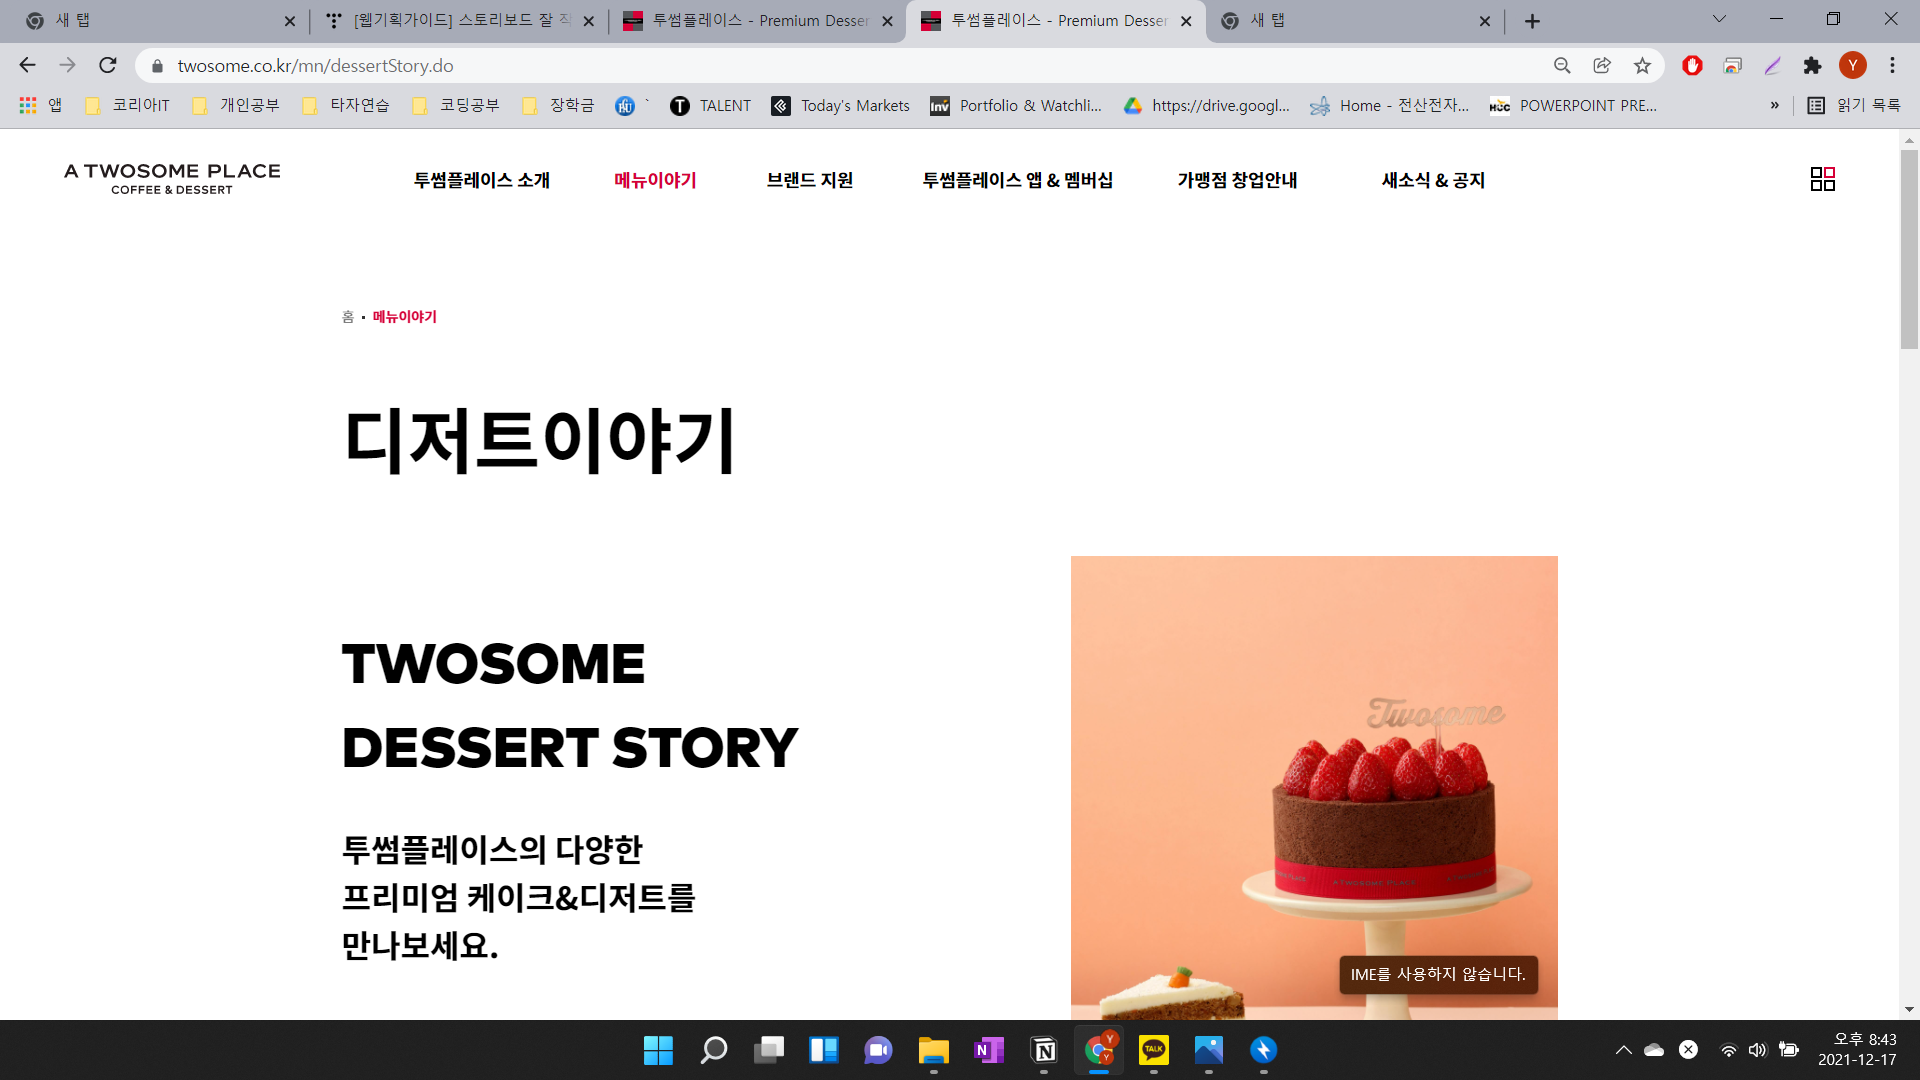 새 탭
[웹기획가이드] 스토리보드 잘 작
투썸플레이스 - Premium Desser
투썸플레이스 - Premium Desser
새 탭
twosome.co.kr/mn/dessertStory.do
Y
앱
코리아IT
개인공부
타자연습
코딩공부
장학금
`
TALENT
Today's Markets
Inv
Portfolio & Watchli...
https://drive.googl...
Home - 전산전자...
POWERPOINT PRE...
»
읽기 목록
A TWOSOME PLACE
COFFEE & DESSERT
투썸플레이스 소개
메뉴이야기
브랜드 지원
투썸플레이스 앱 & 멤버십
가맹점 창업안내
새소식 & 공지
홈 ▪ 메뉴이야기
디저트이야기
TWOSOME
DESSERT STORY
투썸플레이스의 다양한
프리미엄 케이크&디저트를
만나보세요.
Twosome
A TWOSOME PLACE
IME를 사용하지 않습니다.
TALK
오후 8:43
2021-12-17